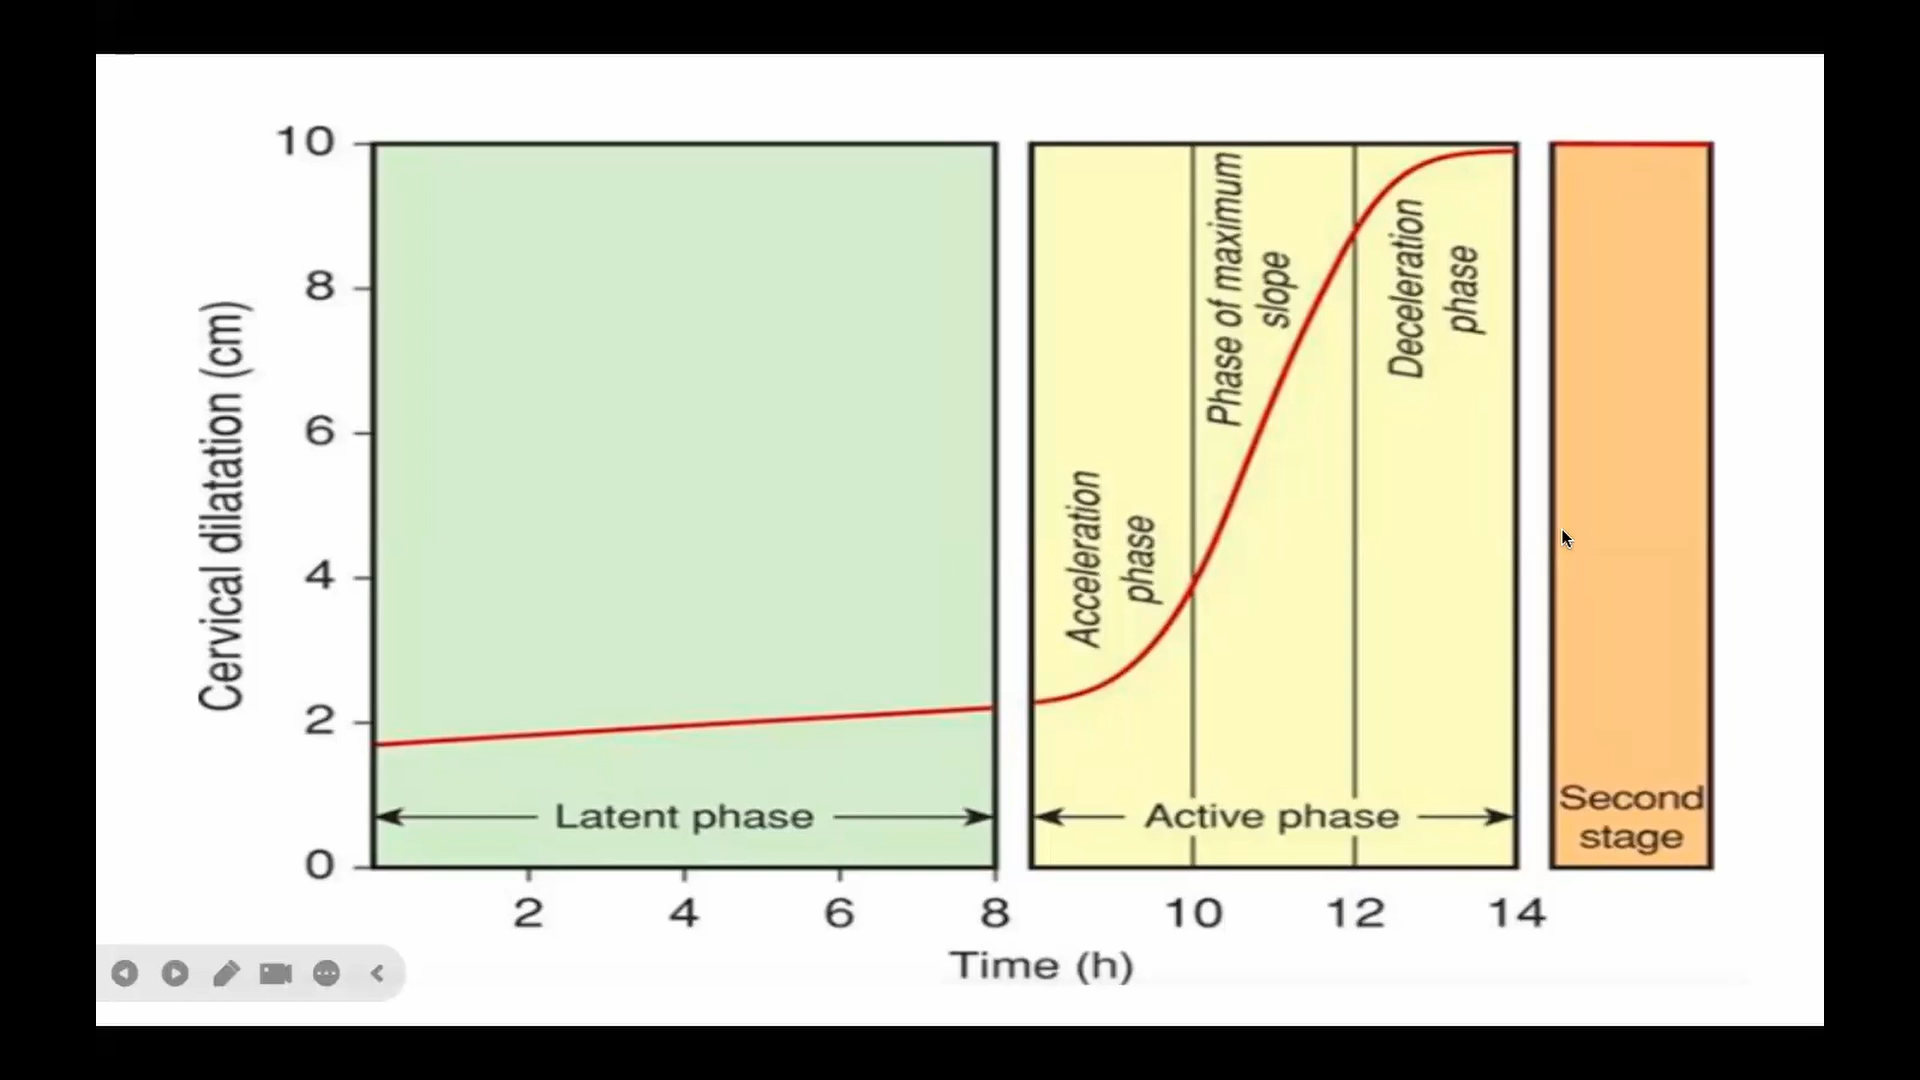 Cervical dilatation (cm)
10
8
6
4
2
0
Latent phase
Acceleration
phase
Phase of maximum
slope
Deceleration
phase
Active phase
Second
stage
2
4
6
8
10
12
14
Time (h)